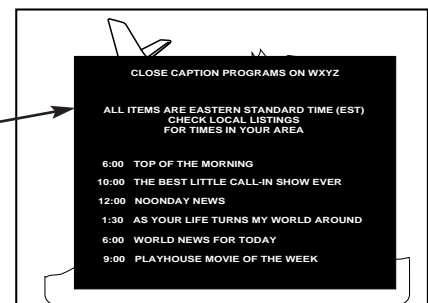 CLOSE CAPTION PROGRAMS ON WXYZ
ALL ITEMS ARE EASTERN STANDARD TIME (EST)
CHECK LOCAL LISTINGS
FOR TIMES IN YOUR AREA
6:00 TOP OF THE MORNING
10:00 THE BEST LITTLE CALL-IN SHOW EVER
12:00 NOONDAY NEWS
1:30 AS YOUR LIFE TURNS MY WORLD AROUND
6:00 WORLD NEWS FOR TODAY
9:00 PLAYHOUSE MOVIE OF THE WEEK